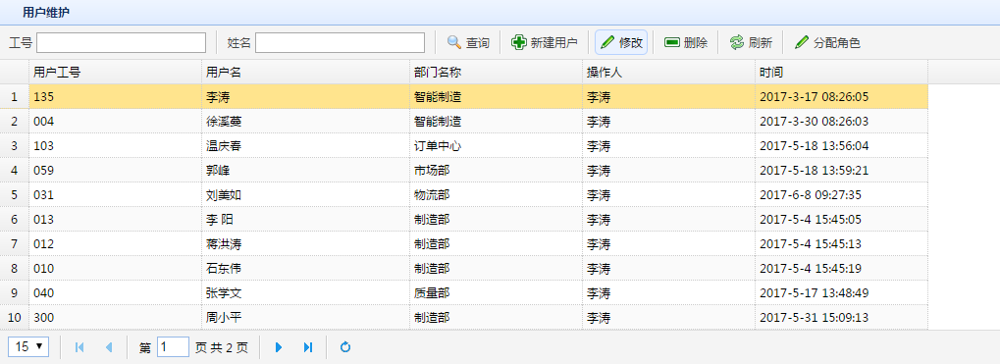 用户维护
工号 姓名 查询 新建用户 修改 删除 刷新 分配角色
用户工号 用户名 部门名称 操作人 时间
1 135 李涛 智能制造 李涛 2017-3-17 08:26:05
2 004 徐溪蔓 智能制造 李涛 2017-3-30 08:26:03
3 103 温庆春 订单中心 李涛 2017-5-18 13:56:04
4 059 郭峰 市场部 李涛 2017-5-18 13:59:21
5 031 刘美如 物流部 李涛 2017-6-8 09:27:35
6 013 李 阳 制造部 李涛 2017-5-4 15:45:05
7 012 蒋洪涛 制造部 李涛 2017-5-4 15:45:13
8 010 石东伟 制造部 李涛 2017-5-4 15:45:19
9 040 张学文 质量部 李涛 2017-5-17 13:48:49
10 300 周小平 制造部 李涛 2017-5-31 15:09:13
15 第 1 页 共 2 页